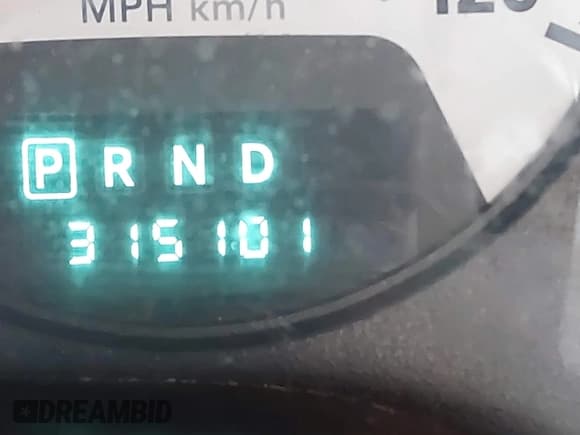 MPH km/h
P R N D
315101
DREAMBID